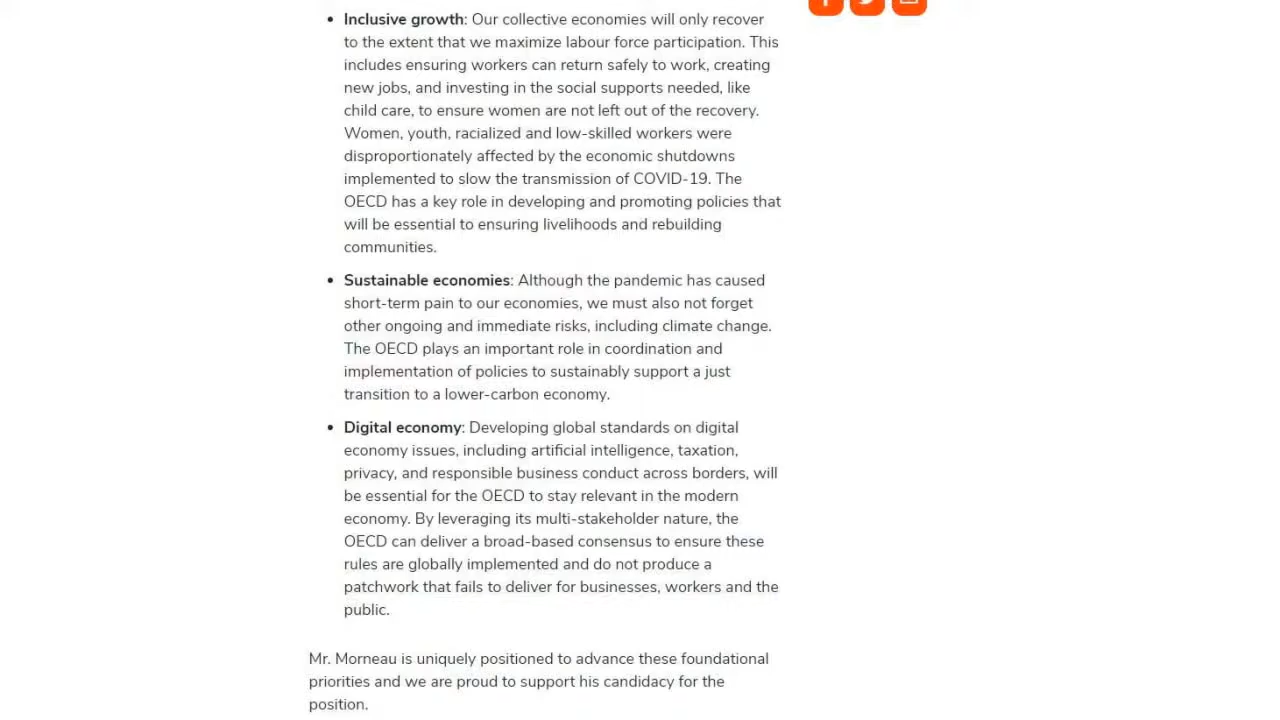 Inclusive growth: Our collective economies will only recover
to the extent that we maximize labour force participation. This
includes ensuring workers can return safely to work, creating
new jobs, and investing in the social supports needed, like
child care, to ensure women are not left out of the recovery.
Women, youth, racialized and low-skilled workers were
disproportionately affected by the economic shutdowns
implemented to slow the transmission of COVID-19. The
OECD has a key role in developing and promoting policies that
will be essential to ensuring livelihoods and rebuilding
communities.
Sustainable economies: Although the pandemic has caused
short-term pain to our economies, we must also not forget
other ongoing and immediate risks, including climate change.
The OECD plays an important role in coordination and
implementation of policies to sustainably support a just
transition to a lower-carbon economy.
Digital economy: Developing global standards on digital
economy issues, including artificial intelligence, taxation,
privacy, and responsible business conduct across borders, will
be essential for the OECD to stay relevant in the modern
economy. By leveraging its multi-stakeholder nature, the
OECD can deliver a broad-based consensus to ensure these
rules are globally implemented and do not produce a
patchwork that fails to deliver for businesses, workers and the
public.
Mr. Morneau is uniquely positioned to advance these foundational
priorities and we are proud to support his candidacy for the
position.